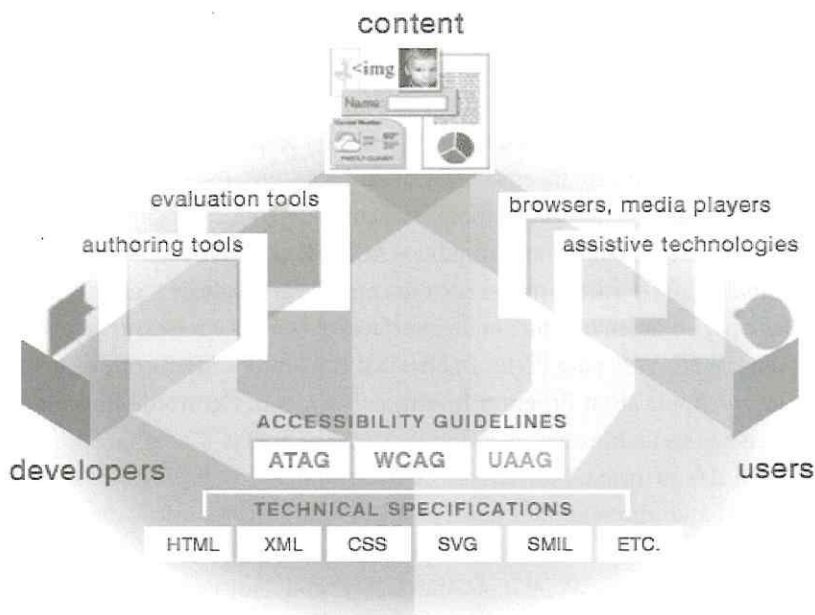 content
<img
Name
evaluation tools
browsers, media players
authoring tools
assistive technologies
ACCESSIBILITY GUIDELINES
ATAG WCAG UAAG
developers
users
TECHNICAL SPECIFICATIONS
HTML XML CSS SVG SMIL ETC.